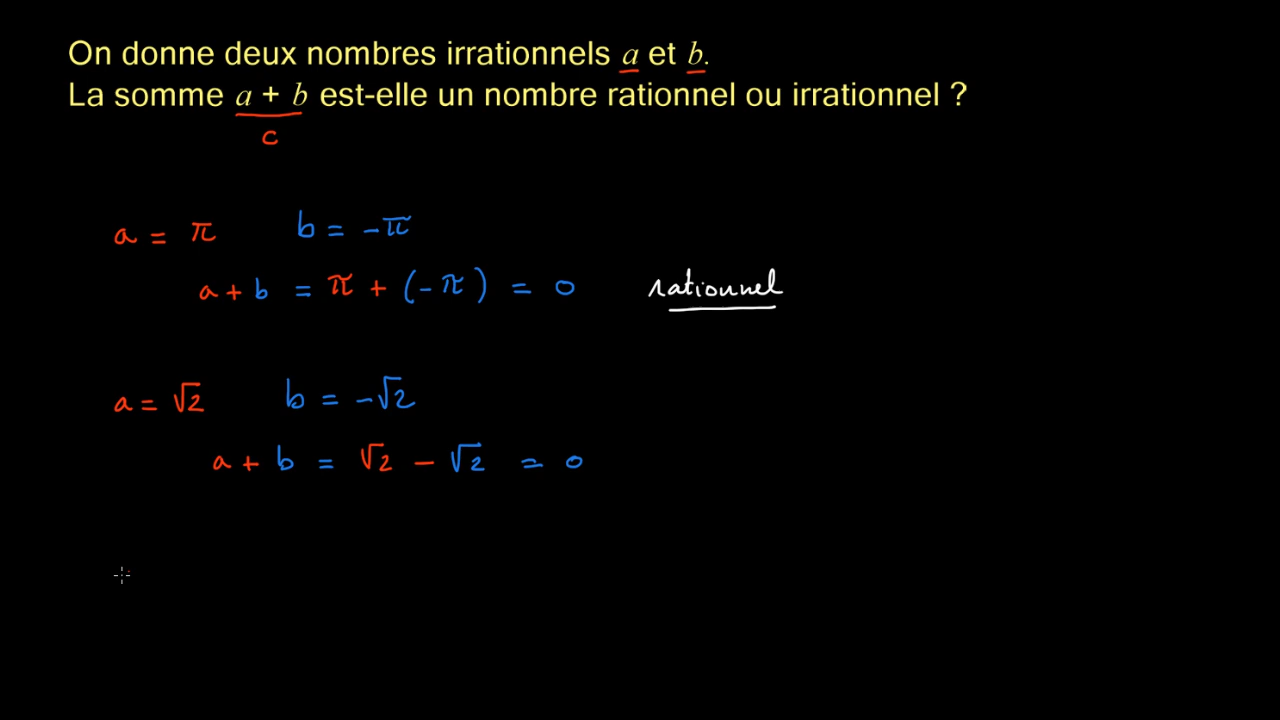 On donne deux nombres irrationnels a et b.
La somme a + b est-elle un nombre rationnel ou irrationnel ?
c
a = π b = -π
a + b = π + (-π) = 0 rationnel
a = √2 b = -√2
a + b = √2 - √2 = 0